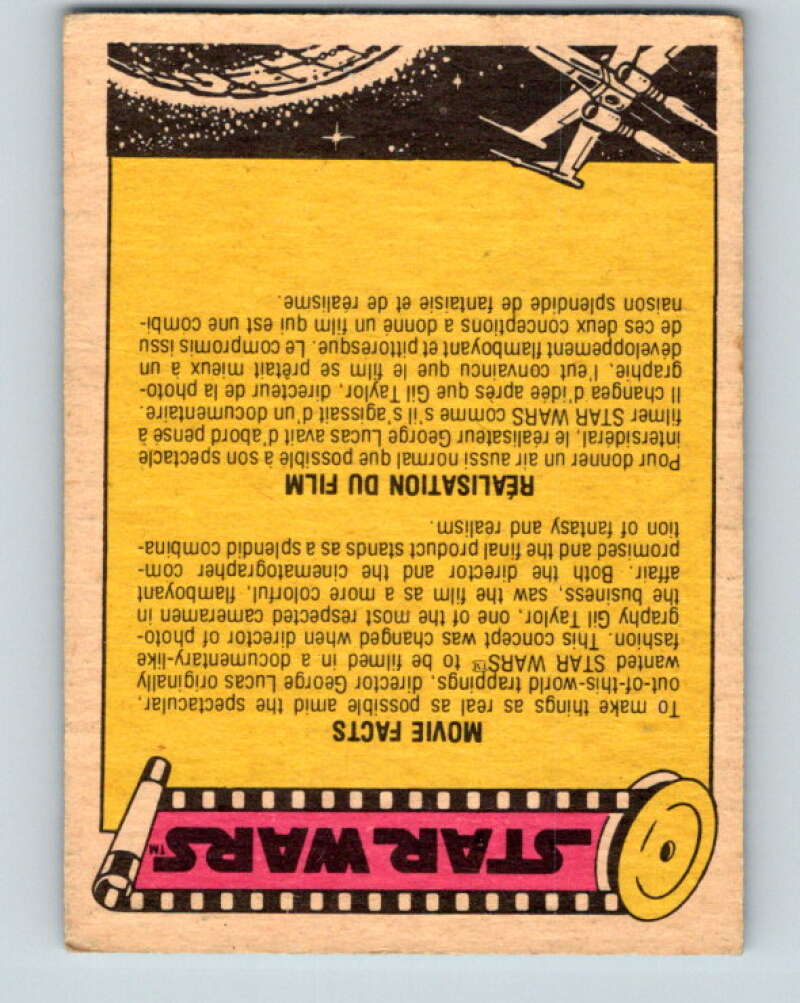 STAR WARS™
MOVIE FACTS
To make things as real as possible amid the spectacular,
out-of-this-world trappings, director George Lucas originally
wanted STAR WARS™ to be filmed in a documentary-like
fashion. This concept was changed when director of photo-
graphy Gil Taylor, one of the most respected cameramen in
the business, saw the film as a more colorful, flamboyant
affair. Both the director and the cinematographer com-
promised and the final product stands as a splendid combina-
tion of fantasy and realism.
RÉALISATION DU FILM
Pour donner un air aussi normal que possible à son spectacle
intersidéral, le réalisateur George Lucas avait d'abord pensé à
filmer STAR WARS comme s'il s'agissait d'un documentaire.
Il changea d'idée après que Gil Taylor, directeur de la photo-
graphie, l'eut convaincu que le film se prêtait mieux à un
développement flamboyant et pittoresque. Le compromis issu
de ces deux conceptions a donné un film qui est une combi-
naison splendide de fantaisie et de réalisme.